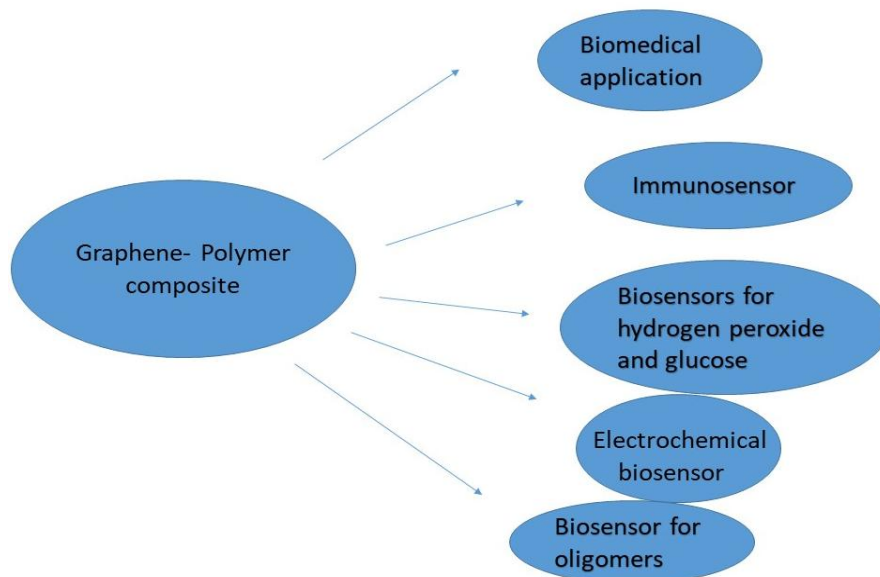 Biomedical
application
Immunosensor
Graphene- Polymer
composite
Biosensors for
hydrogen peroxide
and glucose
Electrochemical
biosensor
Biosensor for
oligomers